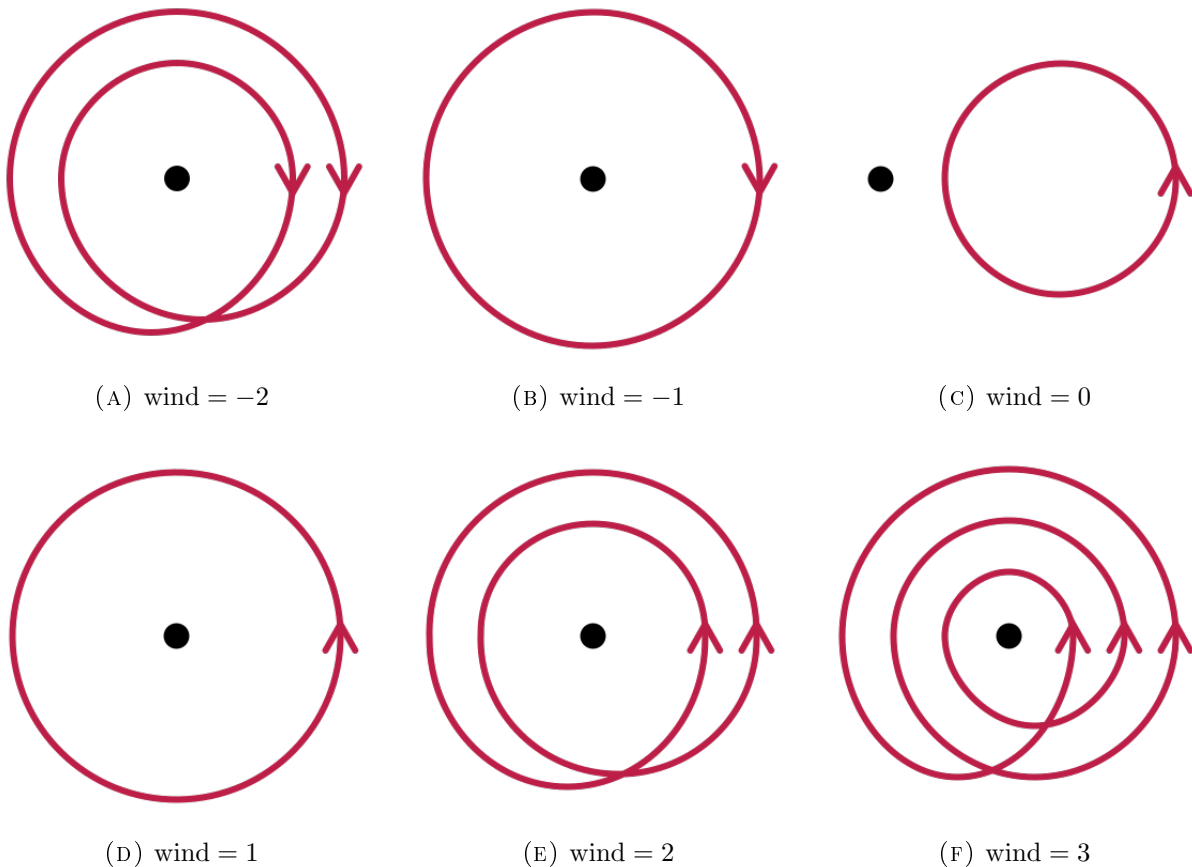 (A) wind = −2
(B) wind = −1
(C) wind = 0
(D) wind = 1
(E) wind = 2
(F) wind = 3